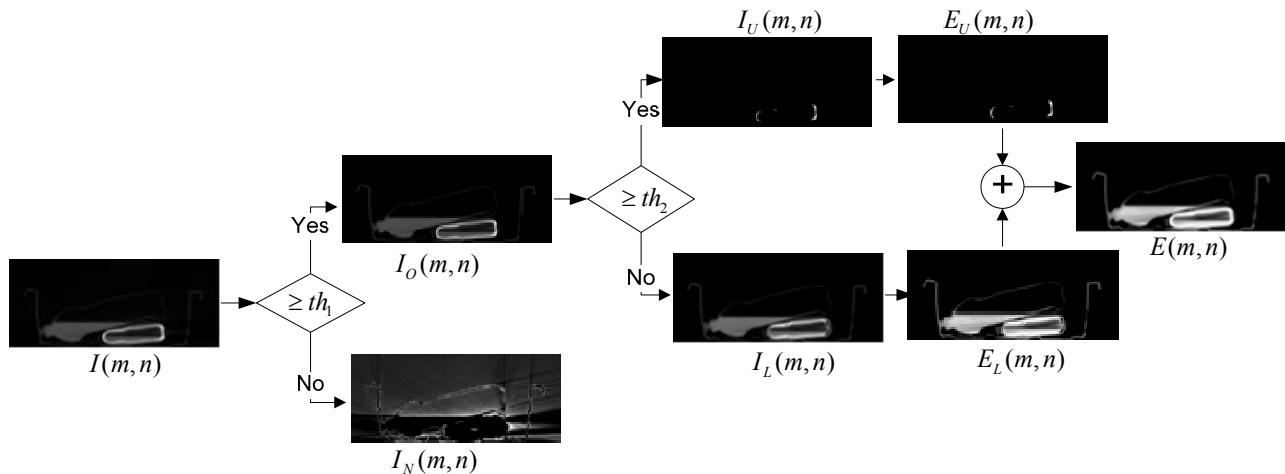 I_U(m,n)
E_U(m,n)
Yes
≥ th_2
+
E(m,n)
Yes
I_O(m,n)
No
I_L(m,n)
E_L(m,n)
≥ th_1
I(m,n)
No
I_N(m,n)